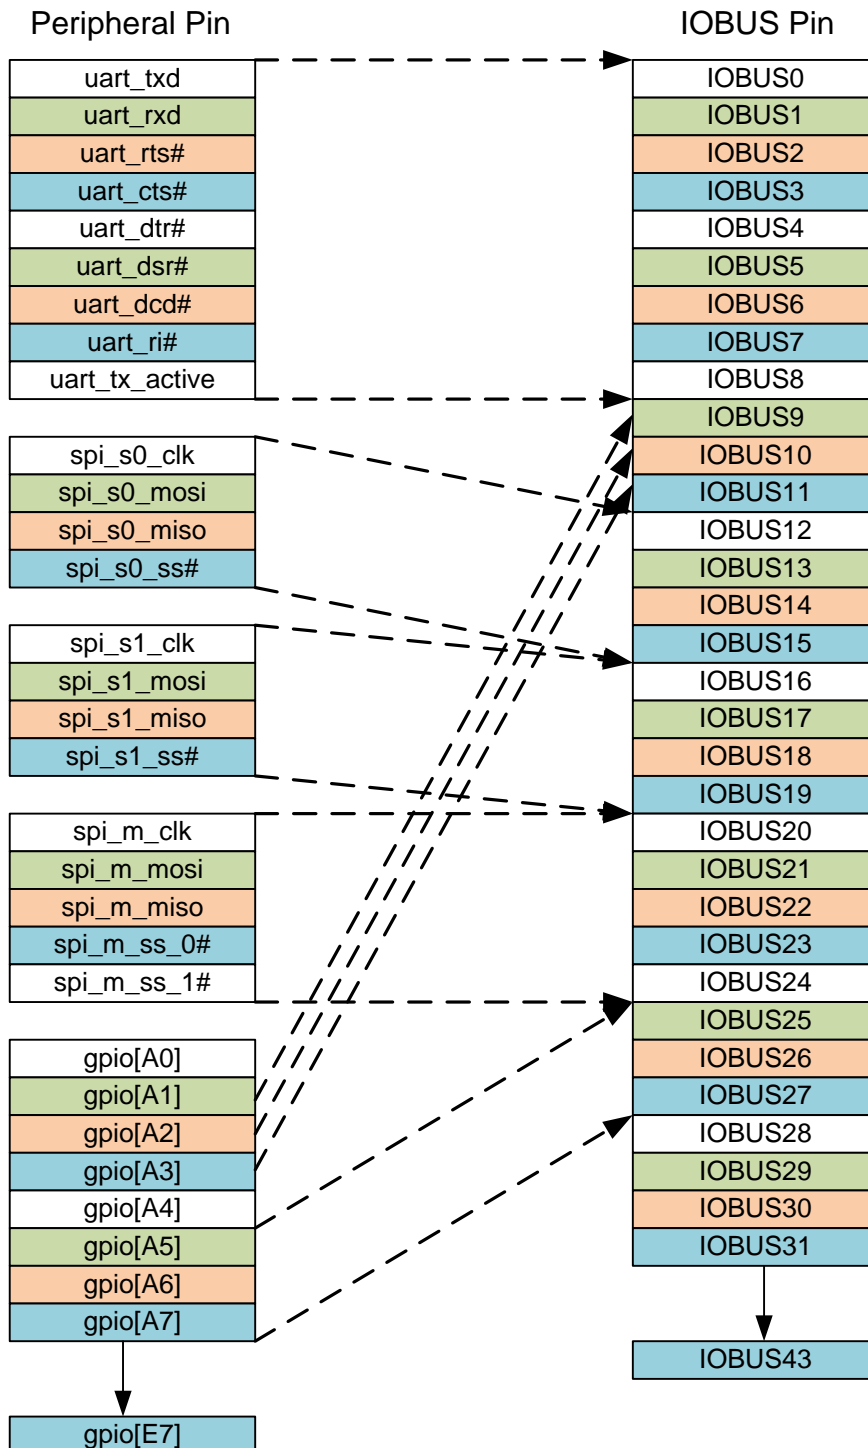 Peripheral Pin
uart_txd
uart_rxd
uart_rts#
uart_cts#
uart_dtr#
uart_dsr#
uart_dcd#
uart_ri#
uart_tx_active
spi_s0_clk
spi_s0_mosi
spi_s0_miso
spi_s0_ss#
spi_s1_clk
spi_s1_mosi
spi_s1_miso
spi_s1_ss#
spi_m_clk
spi_m_mosi
spi_m_miso
spi_m_ss_0#
spi_m_ss_1#
gpio[A0]
gpio[A1]
gpio[A2]
gpio[A3]
gpio[A4]
gpio[A5]
gpio[A6]
gpio[A7]
gpio[E7]
IOBUS Pin
IOBUS0
IOBUS1
IOBUS2
IOBUS3
IOBUS4
IOBUS5
IOBUS6
IOBUS7
IOBUS8
IOBUS9
IOBUS10
IOBUS11
IOBUS12
IOBUS13
IOBUS14
IOBUS15
IOBUS16
IOBUS17
IOBUS18
IOBUS19
IOBUS20
IOBUS21
IOBUS22
IOBUS23
IOBUS24
IOBUS25
IOBUS26
IOBUS27
IOBUS28
IOBUS29
IOBUS30
IOBUS31
IOBUS43